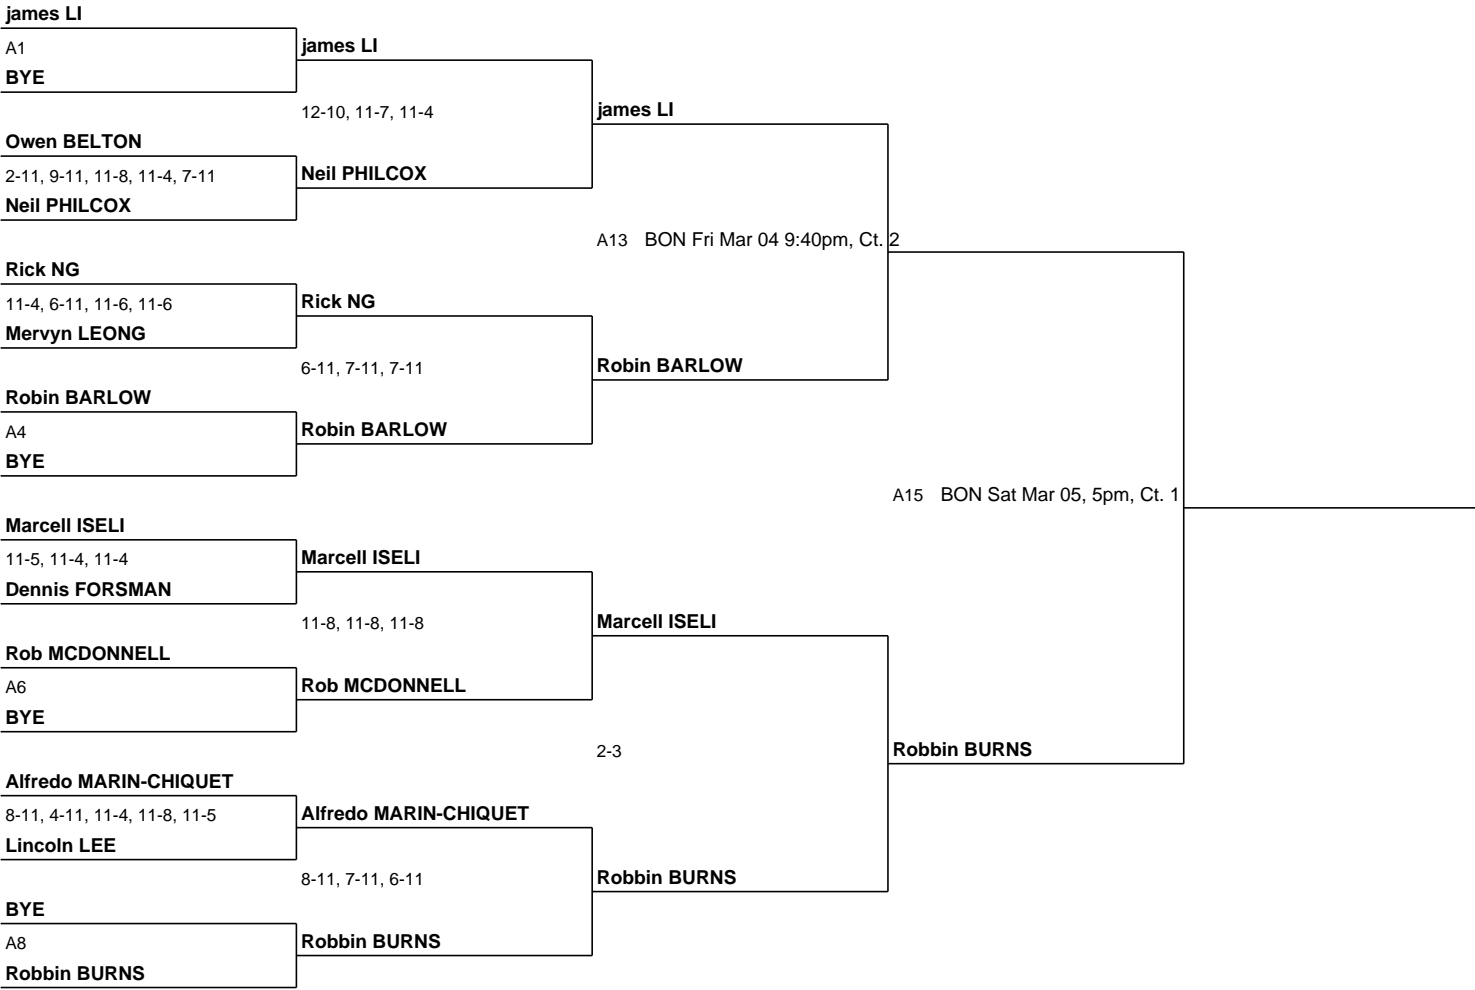 james LI
A1
BYE
james LI
12-10, 11-7, 11-4
james LI
Owen BELTON
2-11, 9-11, 11-8, 11-4, 7-11
Neil PHILCOX
Neil PHILCOX
A13 BON Fri Mar 04 9:40pm, Ct. 2
Rick NG
11-4, 6-11, 11-6, 11-6
Mervyn LEONG
Rick NG
6-11, 7-11, 7-11
Robin BARLOW
Robin BARLOW
A4
BYE
Robin BARLOW
A15 BON Sat Mar 05, 5pm, Ct. 1
Marcell ISELI
11-5, 11-4, 11-4
Dennis FORSMAN
Marcell ISELI
11-8, 11-8, 11-8
Marcell ISELI
Rob MCDONNELL
A6
BYE
Rob MCDONNELL
2-3
Robbin BURNS
Alfredo MARIN-CHIQUET
8-11, 4-11, 11-4, 11-8, 11-5
Lincoln LEE
Alfredo MARIN-CHIQUET
8-11, 7-11, 6-11
Robbin BURNS
BYE
A8
Robbin BURNS
Robbin BURNS